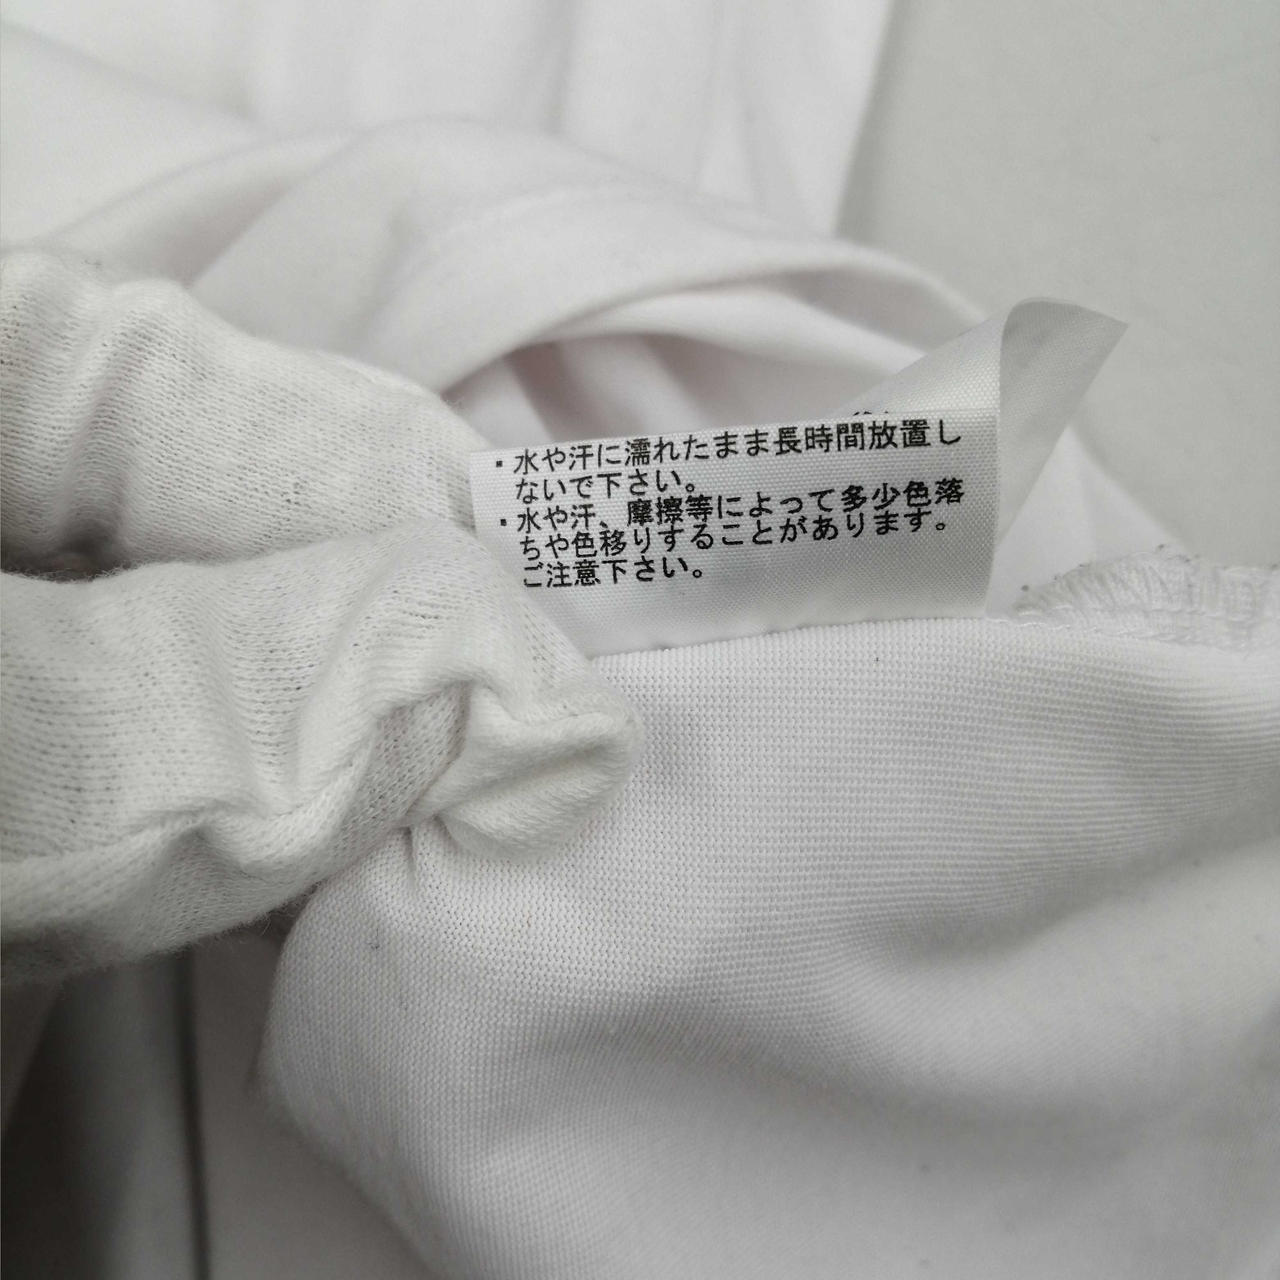 ・水や汗に濡れたまま長時間放置し
ないで下さい。
・水や汗、摩擦等によって多少色落
ちや色移りすることがあります。
ご注意下さい。